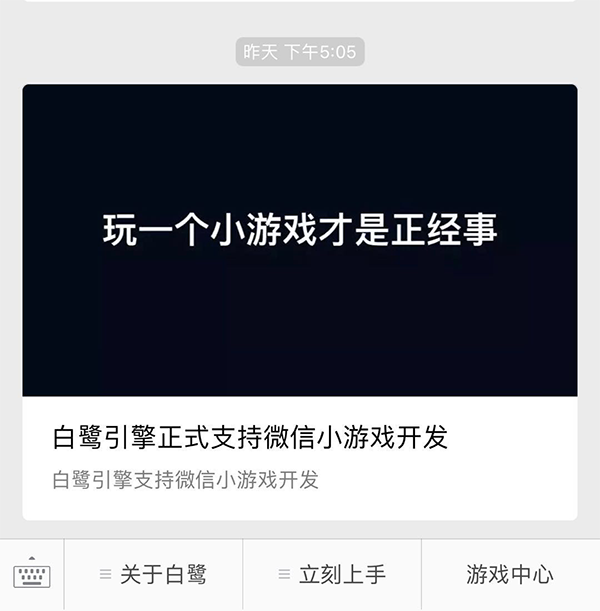 昨天 下午5:05
玩一个小游戏才是正经事
白鹭引擎正式支持微信小游戏开发
白鹭引擎支持微信小游戏开发
关于白鹭
立刻上手
游戏中心